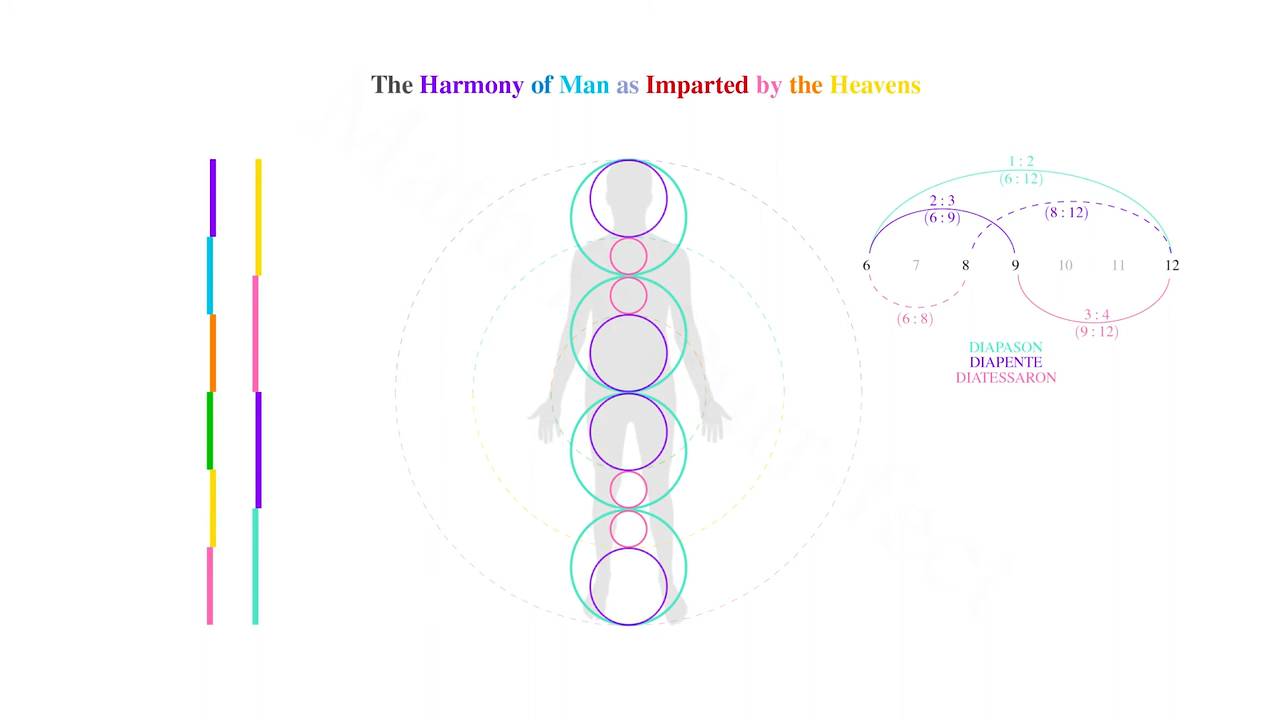 The Harmony of Man as Imparted by the Heavens
1 : 2
(6 : 12)
2 : 3
(6 : 9)
(8 : 12)
6 7 8 9 10 11 12
(6 : 8)
3 : 4
(9 : 12)
DIAPASON
DIAPENTE
DIATESSARON